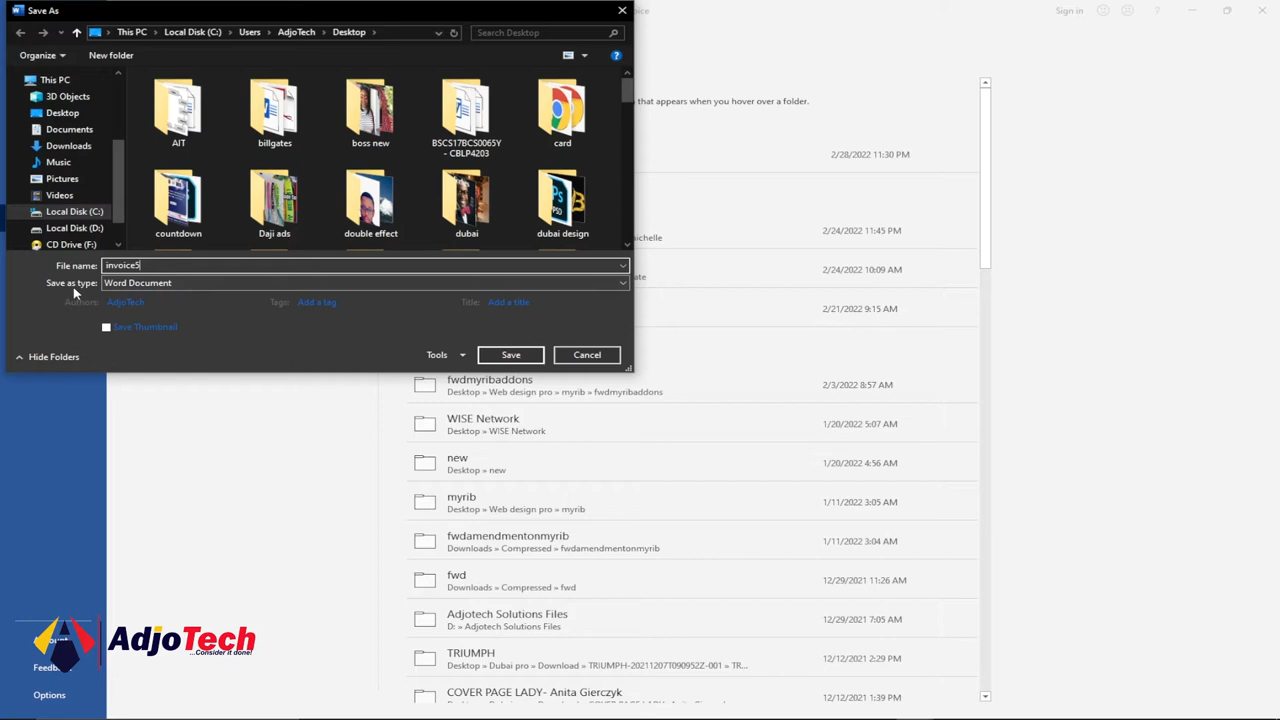 Save As
This PC
Local Disk (C:)
Users
AdjoTech
Desktop
Search Desktop
Organize
New folder
This PC
3D Objects
Desktop
Documents
Downloads
Music
Pictures
Videos
Local Disk (C:)
Local Disk (D:)
CD Drive (F:)
AIT
billgates
boss new
BSCS17BCS0065Y
- CBLP4203
card
countdown
Daji ads
double effect
dubai
dubai design
File name: invoice5
Save as type: Word Document
Authors: AdjoTech
Tags: Add a tag
Title: Add a title
Save Thumbnail
Hide Folders
Tools
Save
Cancel
Sign in
that appears when you hover over a folder.
2/28/2022 11:30 PM
2/24/2022 11:45 PM
2/24/2022 10:09 AM
2/21/2022 9:15 AM
fwdmyribaddons
Desktop » Web design pro » myrib » fwdmyribaddons
2/3/2022 8:57 AM
WISE Network
Desktop » WISE Network
1/20/2022 5:07 AM
new
Desktop » new
1/20/2022 4:56 AM
myrib
Desktop » Web design pro » myrib
1/11/2022 3:05 AM
fwdamendmentonmyrib
Downloads » Compressed » fwdamendmentonmyrib
1/11/2022 3:04 AM
fwd
Downloads » Compressed » fwd
12/29/2021 11:26 AM
Adjotech Solutions Files
D: » Adjotech Solutions Files
12/29/2021 7:05 AM
TRIUMPH
Desktop » Dubai pro » Download » TRIUMPH-20211207T090952Z-001 » TR...
12/12/2021 2:29 PM
COVER PAGE LADY- Anita Gierczyk
12/12/2021 1:39 PM
AdjoTech
...Consider it done!
Options